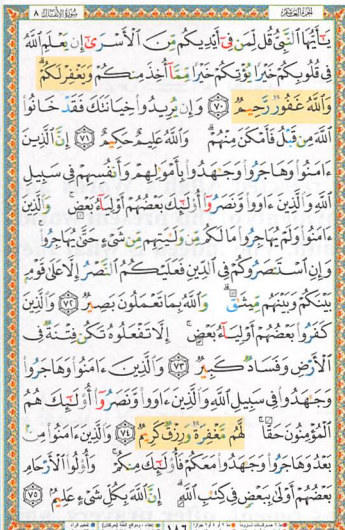 الجزء العاشر سورة الأنفال ٨
يَـٰٓأَيُّهَا ٱلنَّبِىُّ قُل لِّمَن فِىٓ أَيْدِيكُم مِّنَ ٱلْأَسْرَىٰٓ إِن يَعْلَمِ ٱللَّهُ
فِى قُلُوبِكُمْ خَيْرًا يُؤْتِكُمْ خَيْرًا مِّمَّآ أُخِذَ مِنكُمْ وَيَغْفِرْ لَكُمْ ۗ
وَٱللَّهُ غَفُورٌ رَّحِيمٌ ٧٠ وَإِن يُرِيدُوا۟ خِيَانَتَكَ فَقَدْ خَانُوا۟
ٱللَّهَ مِن قَبْلُ فَأَمْكَنَ مِنْهُمْ ۗ وَٱللَّهُ عَلِيمٌ حَكِيمٌ ٧١ إِنَّ ٱلَّذِينَ
ءَامَنُوا۟ وَهَاجَرُوا۟ وَجَـٰهَدُوا۟ بِأَمْوَٰلِهِمْ وَأَنفُسِهِمْ فِى سَبِيلِ
ٱللَّهِ وَٱلَّذِينَ ءَاوَوا۟ وَّنَصَرُوٓا۟ أُو۟لَـٰٓئِكَ بَعْضُهُمْ أَوْلِيَآءُ بَعْضٍ ۚ وَٱلَّذِينَ
ءَامَنُوا۟ وَلَمْ يُهَاجِرُوا۟ مَا لَكُم مِّن وَلَـٰيَتِهِم مِّن شَىْءٍ حَتَّىٰ يُهَاجِرُوا۟ ۚ
وَإِنِ ٱسْتَنصَرُوكُمْ فِى ٱلدِّينِ فَعَلَيْكُمُ ٱلنَّصْرُ إِلَّا عَلَىٰ قَوْمٍۭ
بَيْنَكُمْ وَبَيْنَهُم مِّيثَـٰقٌ ۗ وَٱللَّهُ بِمَا تَعْمَلُونَ بَصِيرٌ ٧٢ وَٱلَّذِينَ
كَفَرُوا۟ بَعْضُهُمْ أَوْلِيَآءُ بَعْضٍ ۚ إِلَّا تَفْعَلُوهُ تَكُن فِتْنَةٌ فِى
ٱلْأَرْضِ وَفَسَادٌ كَبِيرٌ ٧٣ وَٱلَّذِينَ ءَامَنُوا۟ وَهَاجَرُوا۟
وَجَـٰهَدُوا۟ فِى سَبِيلِ ٱللَّهِ وَٱلَّذِينَ ءَاوَوا۟ وَّنَصَرُوٓا۟ أُو۟لَـٰٓئِكَ هُمُ
ٱلْمُؤْمِنُونَ حَقًّا ۚ لَّهُم مَّغْفِرَةٌ وَرِزْقٌ كَرِيمٌ ٧٤ وَٱلَّذِينَ ءَامَنُوا۟ مِنۢ
بَعْدُ وَهَاجَرُوا۟ وَجَـٰهَدُوا۟ مَعَكُمْ فَأُو۟لَـٰٓئِكَ مِنكُمْ ۚ وَأُو۟لُوا۟ ٱلْأَرْحَامِ
بَعْضُهُمْ أَوْلَىٰ بِبَعْضٍ فِى كِتَـٰبِ ٱللَّهِ ۗ إِنَّ ٱللَّهَ بِكُلِّ شَىْءٍ عَلِيمٌۢ ٧٥
١٨٦